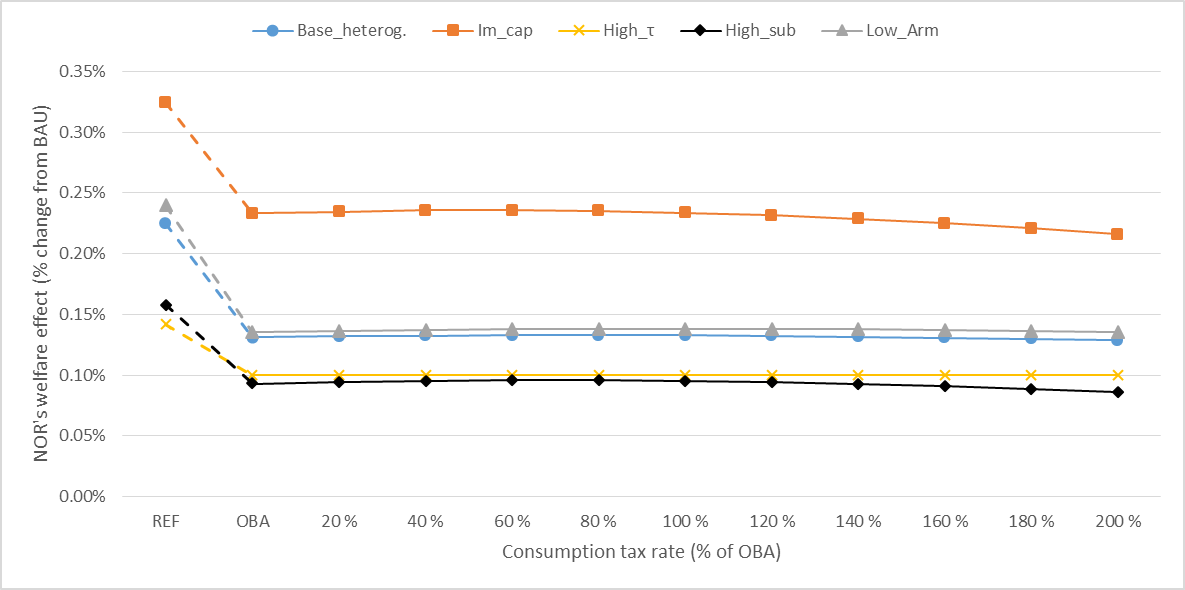 Base_heterog. Im_cap High_τ High_sub Low_Arm
NOR's welfare effect (% change from BAU)
0.35%
0.30%
0.25%
0.20%
0.15%
0.10%
0.05%
0.00%
REF OBA 20 % 40 % 60 % 80 % 100 % 120 % 140 % 160 % 180 % 200 %
Consumption tax rate (% of OBA)